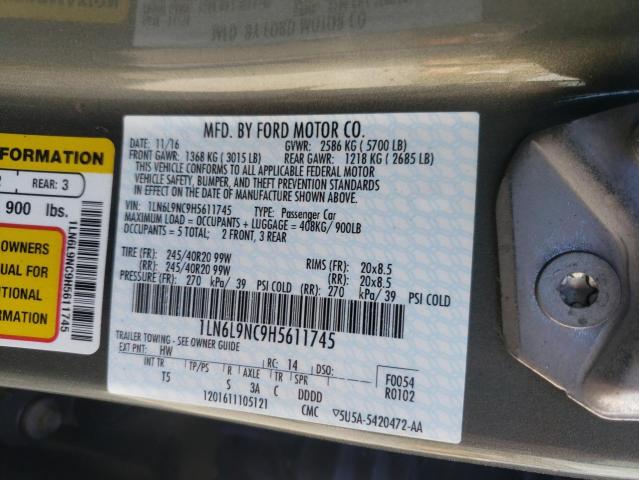 MFD. BY FORD MOTOR CO.
DATE: 11/16 GVWR: 2586 KG ( 5700 LB)
FRONT GAWR: 1368 KG ( 3015 LB) REAR GAWR: 1218 KG ( 2685 LB)
THIS VEHICLE CONFORMS TO ALL APPLICABLE FEDERAL MOTOR
VEHICLE SAFETY, BUMPER, AND THEFT PREVENTION STANDARDS
IN EFFECT ON THE DATE OF MANUFACTURE SHOWN ABOVE.
VIN: 1LN6L9NC9H5611745 TYPE: Passenger Car
MAXIMUM LOAD = OCCUPANTS + LUGGAGE = 408KG/ 900LB
OCCUPANTS = 5 TOTAL; 2 FRONT, 3 REAR
TIRE (FR): 245/40R20 99W RIMS (FR): 20x8.5
(RR): 245/40R20 99W (RR): 20x8.5
PRESSURE (FR): 270 kPa/ 39 PSI COLD (RR): 270 kPa/ 39 PSI COLD
1LN6L9NC9H5611745
TRAILER TOWING - SEE OWNER GUIDE
EXT PNT: HW RC: 14 DSO:
INT TR TP/PS R AXLE TR SPR F0054
T5 S 3A C DDDD R0102
1201611105121 CMC ▽5U5A-5420472-AA
FORMATION
REAR: 3
900 lbs.
OWNERS
UAL FOR
ITIONAL
MATION
1LN6L9NC9H5611745